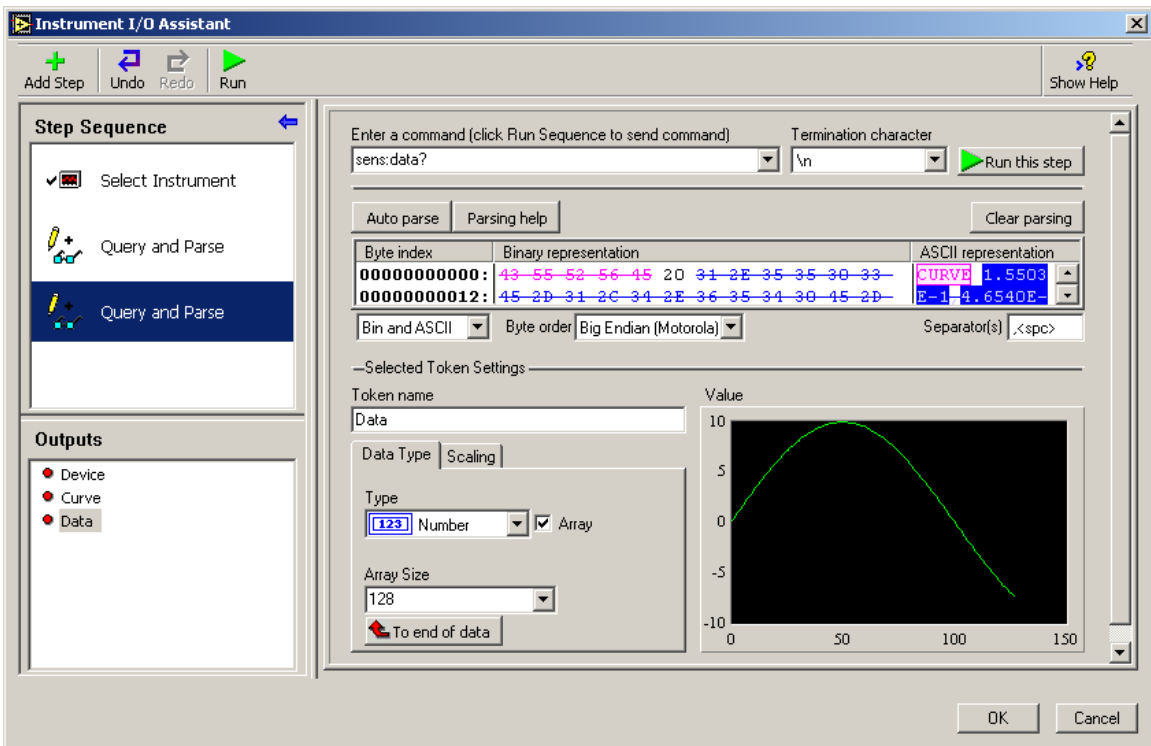 Instrument I/O Assistant
Add Step Undo Redo Run Show Help
Step Sequence
Select Instrument
Query and Parse
Query and Parse
Outputs
Device
Curve
Data
Enter a command (click Run Sequence to send command) Termination character
sens:data? \n Run this step
Auto parse Parsing help Clear parsing
Byte index Binary representation ASCII representation
00000000000: 43 55 52 56 45 20 31 2E 35 35 30 33 CURVE 1.5503
00000000012: 45 2D 31 2C 34 2E 36 35 34 30 45 2D E-1,4.6540E-
Bin and ASCII Byte order Big Endian (Motorola) Separator(s) ,<spc>
Selected Token Settings
Token name Value
Data
Data Type Scaling
Type
123 Number Array
Array Size
128
To end of data
10
5
0
-5
-10
0 50 100 150
OK Cancel